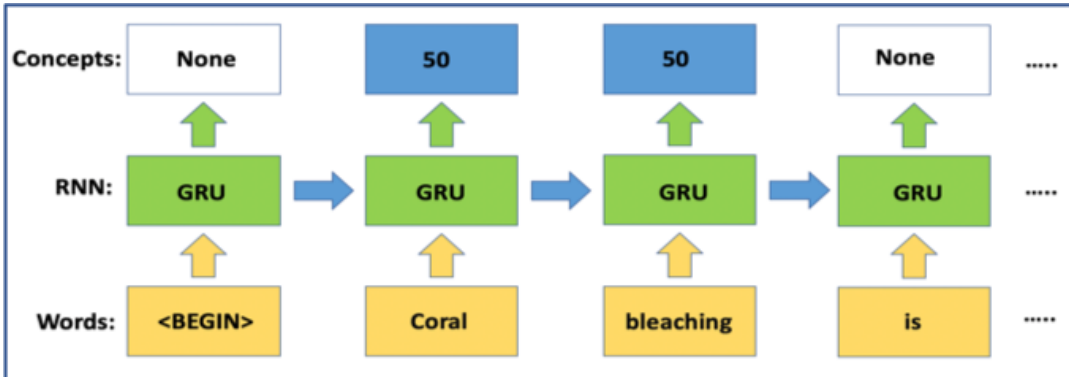 Concepts: None 50 50 None .....
RNN: GRU GRU GRU GRU .....
Words: <BEGIN> Coral bleaching is .....